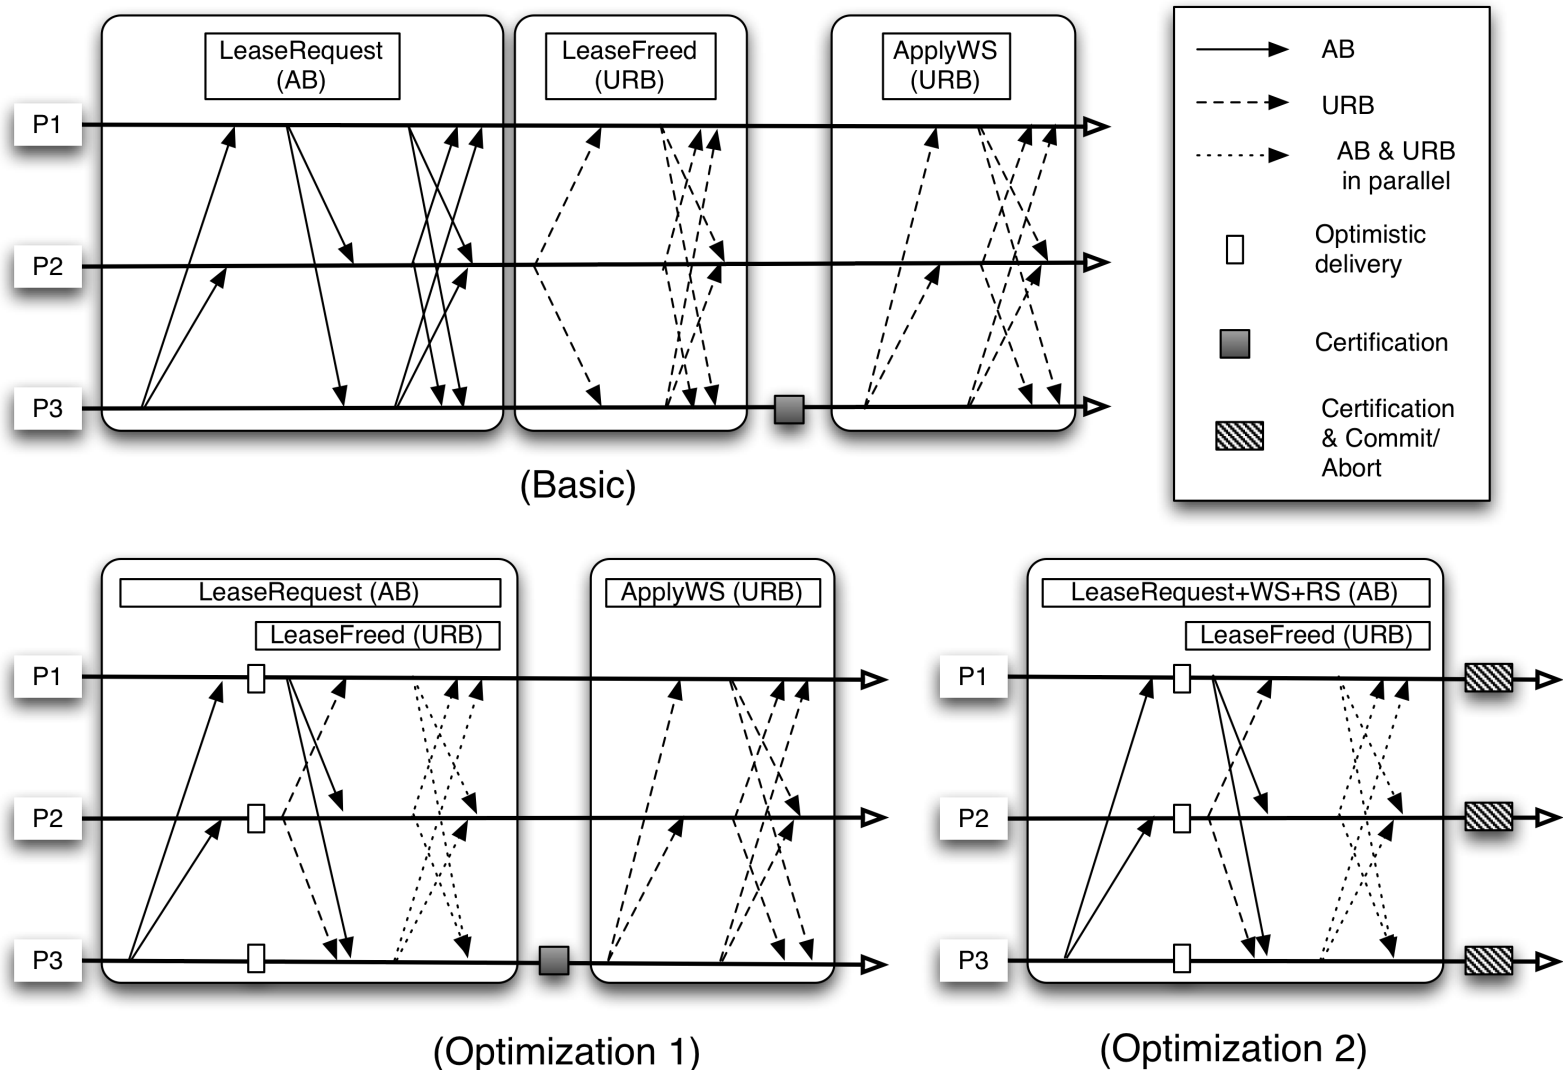 LeaseRequest
(AB)
LeaseFreed
(URB)
ApplyWS
(URB)
P1
P2
P3
(Basic)
AB
URB
AB & URB
in parallel
Optimistic
delivery
Certification
Certification
& Commit/
Abort
LeaseRequest (AB)
LeaseFreed (URB)
ApplyWS (URB)
P1
P2
P3
(Optimization 1)
LeaseRequest+WS+RS (AB)
LeaseFreed (URB)
P1
P2
P3
(Optimization 2)